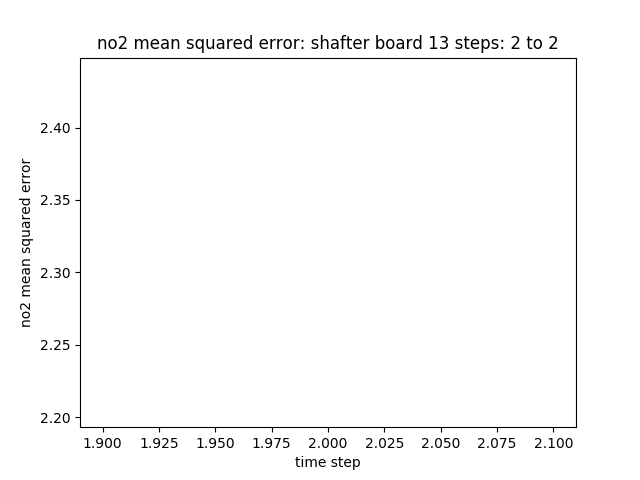 no2 mean squared error: shafter board 13 steps: 2 to 2
no2 mean squared error
2.40
2.35
2.30
2.25
2.20
1.900 1.925 1.950 1.975 2.000 2.025 2.050 2.075 2.100
time step